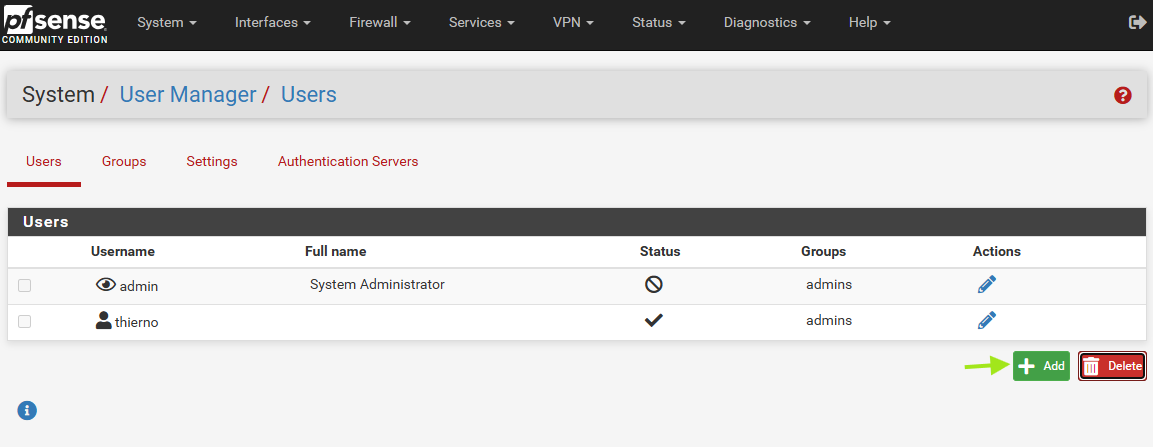 pfsense
System Interfaces Firewall Services VPN Status Diagnostics Help
COMMUNITY EDITION
System / User Manager / Users
Users Groups Settings Authentication Servers
Users
Username Full name Status Groups Actions
admin System Administrator admins
thierno admins
Add Delete